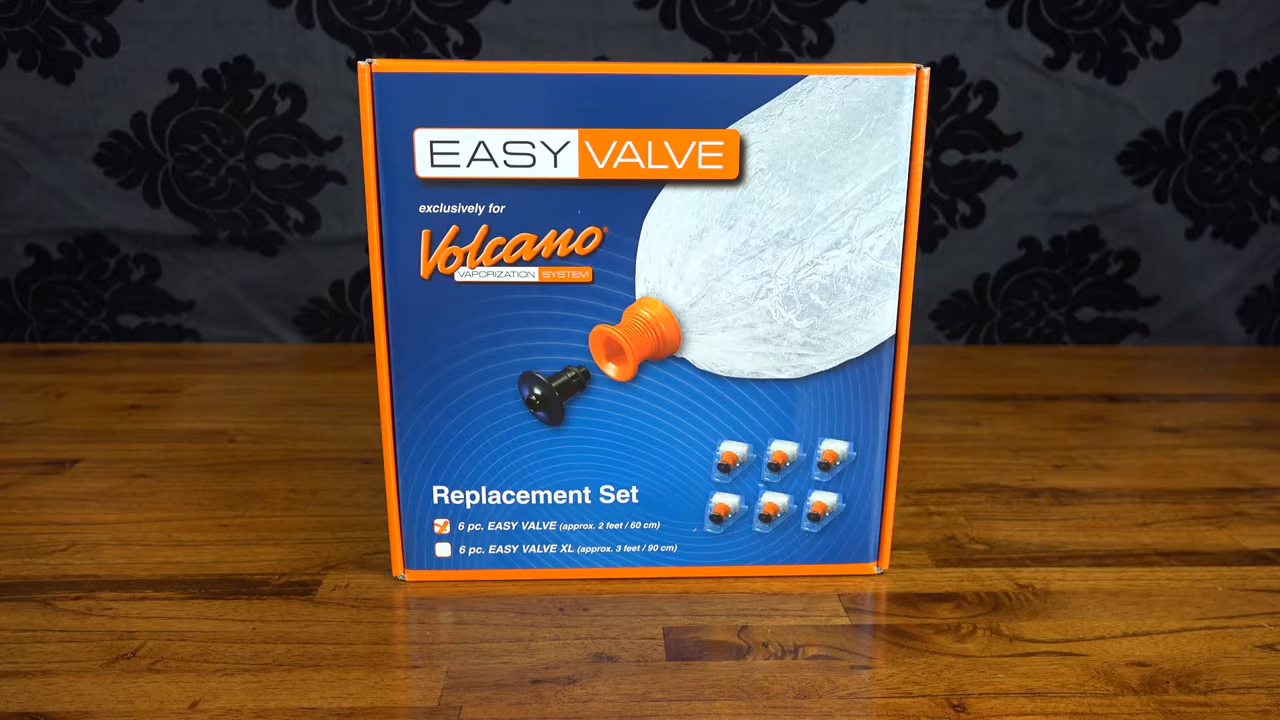 EASY VALVE
exclusively for
Volcano®
VAPORIZATION SYSTEM
Replacement Set
6 pc. EASY VALVE (approx. 2 feet / 60 cm)
6 pc. EASY VALVE XL (approx. 3 feet / 90 cm)